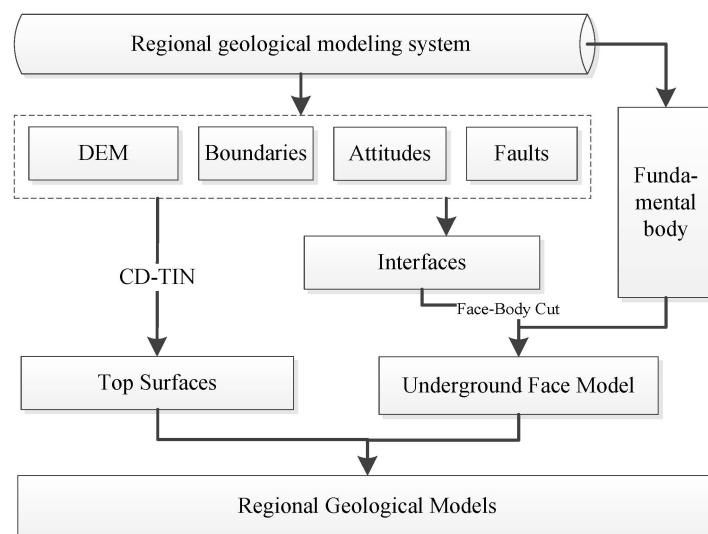 Regional geological modeling system
DEM
Boundaries
Attitudes
Faults
Funda-
mental
body
Interfaces
CD-TIN
Face-Body Cut
Top Surfaces
Underground Face Model
Regional Geological Models